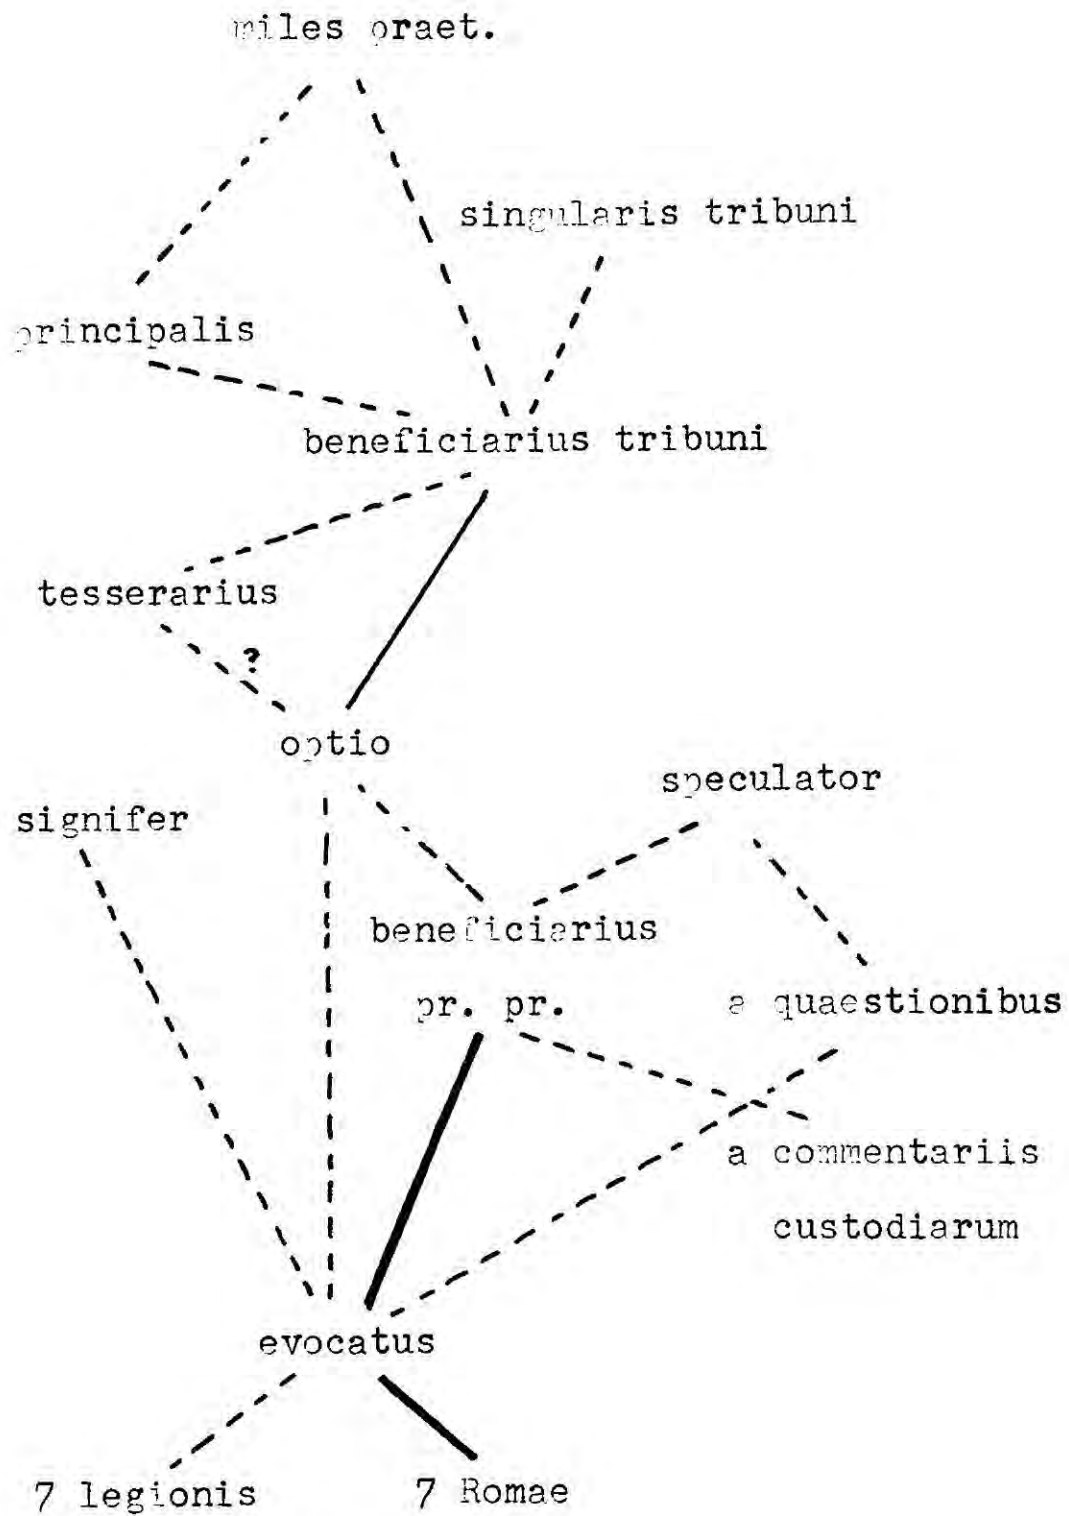 miles praet.
singularis tribuni
principalis
beneficiarius tribuni
tesserarius
?
optio
speculator
signifer
beneficiarius
pr. pr.
a quaestionibus
a commentariis
custodiarum
evocatus
7 legionis
7 Romae